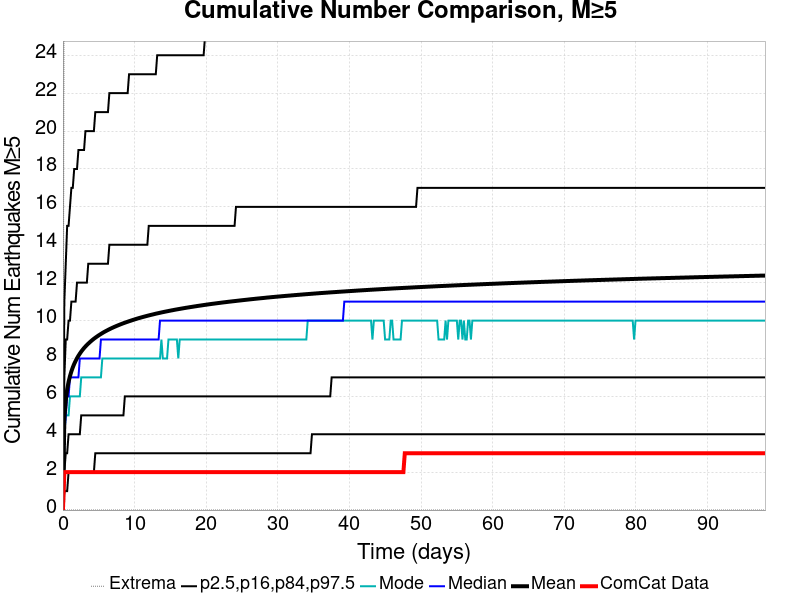 Cumulative Number Comparison, M≥5
Cumulative Num Earthquakes M≥5
24
22
20
18
16
14
12
10
8
6
4
2
0
0 10 20 30 40 50 60 70 80 90
Time (days)
Extrema p2.5,p16,p84,p97.5 Mode Median Mean ComCat Data